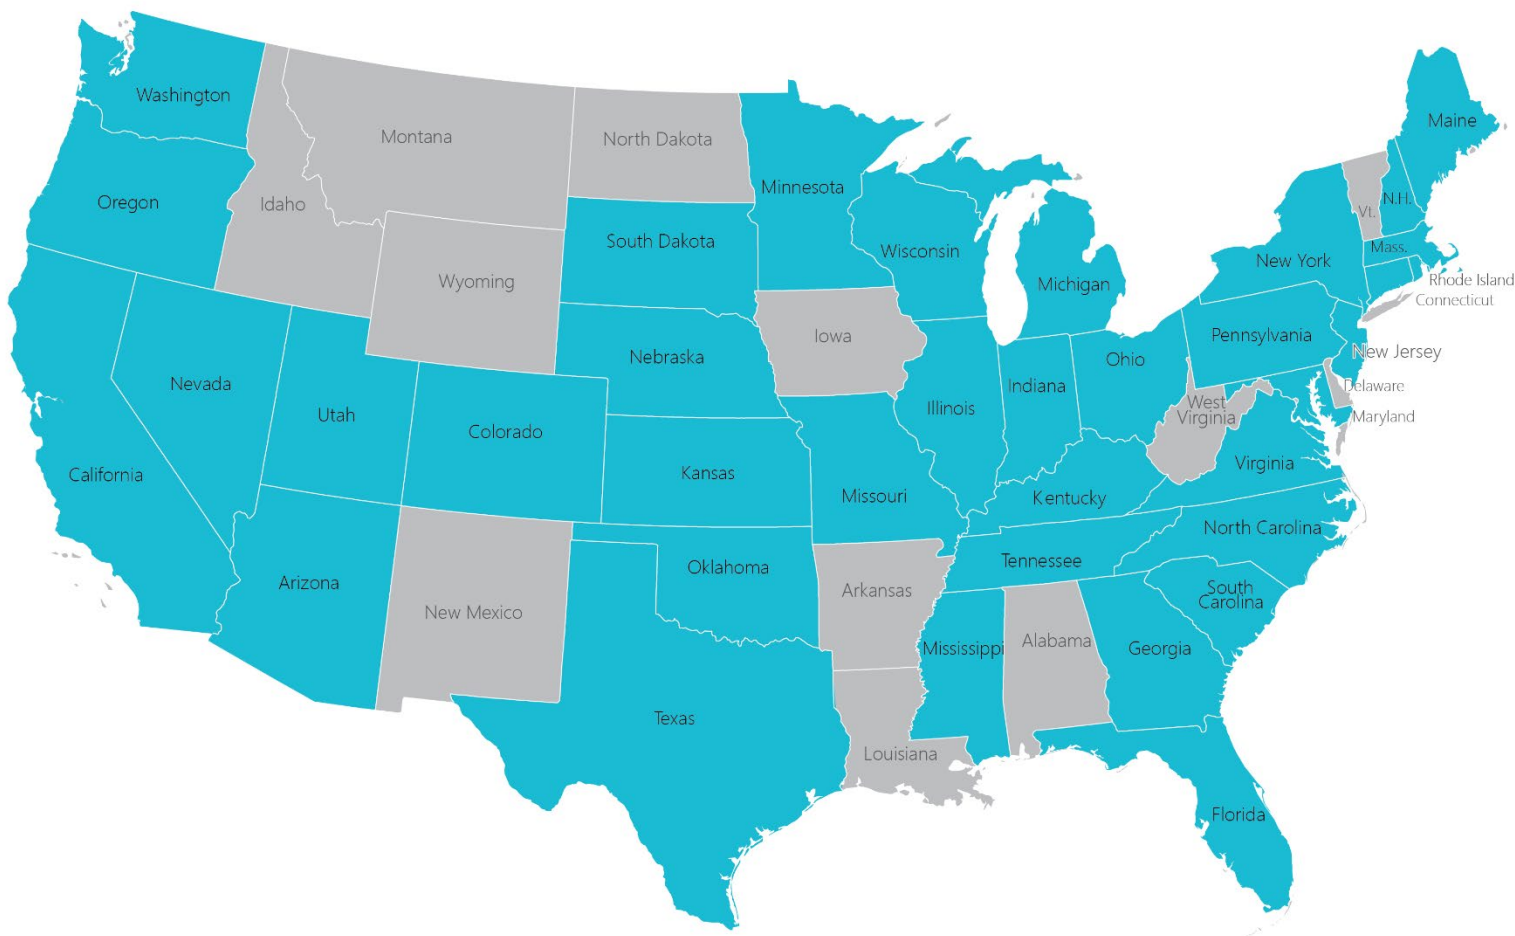 Washington
Montana
North Dakota
Minnesota
Maine
Oregon
Idaho
South Dakota
Wisconsin
Michigan
Vt.
N.H.
Mass.
New York
Rhode Island
Connecticut
Wyoming
Iowa
Nebraska
Pennsylvania
New Jersey
Nevada
Utah
Colorado
Illinois
Indiana
Ohio
Delaware
West
Virginia
Maryland
California
Kansas
Missouri
Kentucky
Virginia
Arizona
New Mexico
Oklahoma
Arkansas
Tennessee
North Carolina
South
Carolina
Texas
Mississippi
Alabama
Georgia
Louisiana
Florida